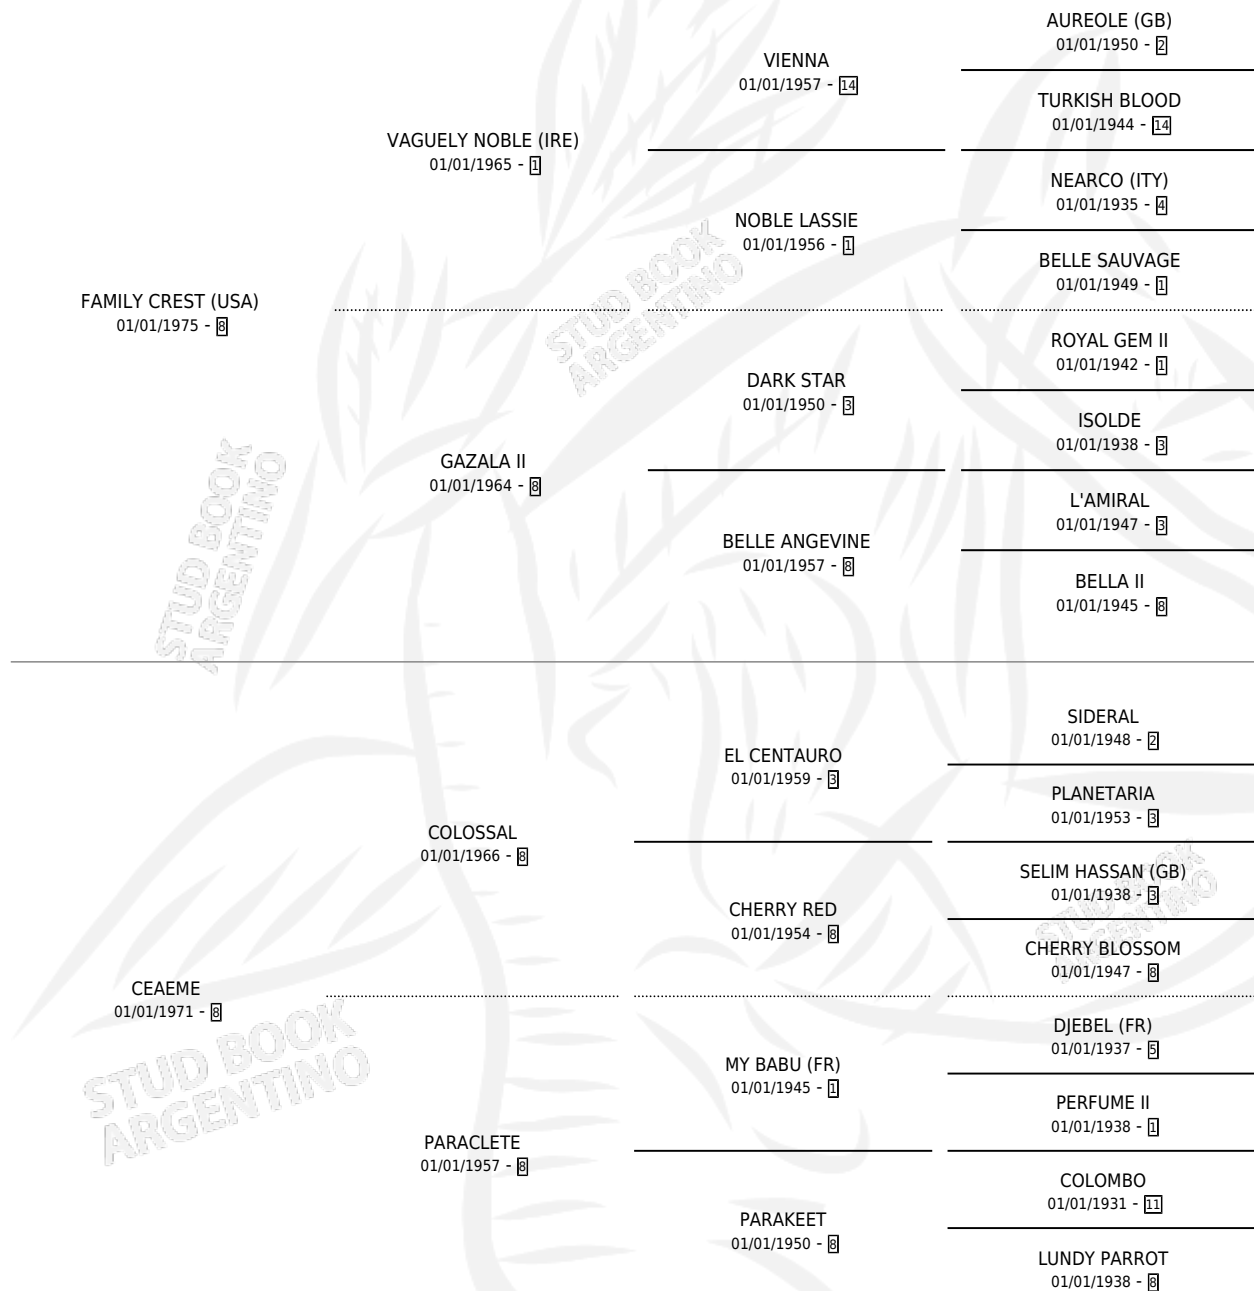 AUREOLE (GB)
01/01/1950 - 2
VIENNA
01/01/1957 - 14
TURKISH BLOOD
01/01/1944 - 14
VAGUELY NOBLE (IRE)
01/01/1965 - 1
NEARCO (ITY)
01/01/1935 - 4
NOBLE LASSIE
01/01/1956 - 1
BELLE SAUVAGE
01/01/1949 - 1
FAMILY CREST (USA)
01/01/1975 - 8
ROYAL GEM II
01/01/1942 - 1
DARK STAR
01/01/1950 - 3
ISOLDE
01/01/1938 - 3
GAZALA II
01/01/1964 - 8
L'AMIRAL
01/01/1947 - 3
BELLE ANGEVINE
01/01/1957 - 8
BELLA II
01/01/1945 - 8
SIDERAL
01/01/1948 - 2
EL CENTAURO
01/01/1959 - 3
PLANETARIA
01/01/1953 - 3
COLOSSAL
01/01/1966 - 8
SELIM HASSAN (GB)
01/01/1938 - 3
CHERRY RED
01/01/1954 - 8
CHERRY BLOSSOM
01/01/1947 - 8
CEAEME
01/01/1971 - 8
DJEBEL (FR)
01/01/1937 - 5
MY BABU (FR)
01/01/1945 - 1
PERFUME II
01/01/1938 - 1
PARACLETE
01/01/1957 - 8
COLOMBO
01/01/1931 - 11
PARAKEET
01/01/1950 - 8
LUNDY PARROT
01/01/1938 - 8
STUD BOOK
ARGENTINO
STUD BOOK
ARGENTINO
STUD BOOK
ARGENTINO
STUD BOOK
ARGENTINO